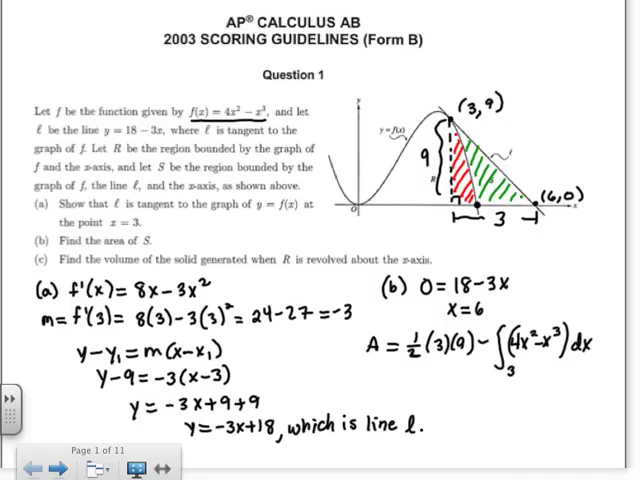 AP® CALCULUS AB
2003 SCORING GUIDELINES (Form B)
Question 1
Let f be the function given by f(x) = 4x² − x³, and let
ℓ be the line y = 18 − 3x, where ℓ is tangent to the
graph of f. Let R be the region bounded by the graph of
f and the x-axis, and let S be the region bounded by the
graph of f, the line ℓ, and the x-axis, as shown above.
(a) Show that ℓ is tangent to the graph of y = f(x) at
the point x = 3.
(b) Find the area of S.
(c) Find the volume of the solid generated when R is revolved about the x-axis.
y
(3,9)
y = f(x)
ℓ
9
R
(6,0)
O
x
3
(a) f'(x) = 8x − 3x²
m = f'(3) = 8(3) − 3(3)² = 24 − 27 = −3
y − y₁ = m(x − x₁)
y − 9 = −3(x − 3)
y = −3x + 9 + 9
y = −3x + 18, which is line ℓ.
(b) 0 = 18 − 3x
x = 6
A = ½(3)(9) − ∫₃ (4x² − x³) dx
Page 1 of 11